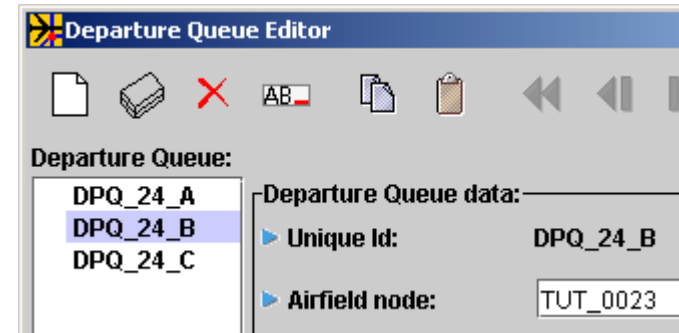 Departure Queue Editor
AB
Departure Queue:
DPQ_24_A
DPQ_24_B
DPQ_24_C
Departure Queue data:
Unique Id: DPQ_24_B
Airfield node: TUT_0023